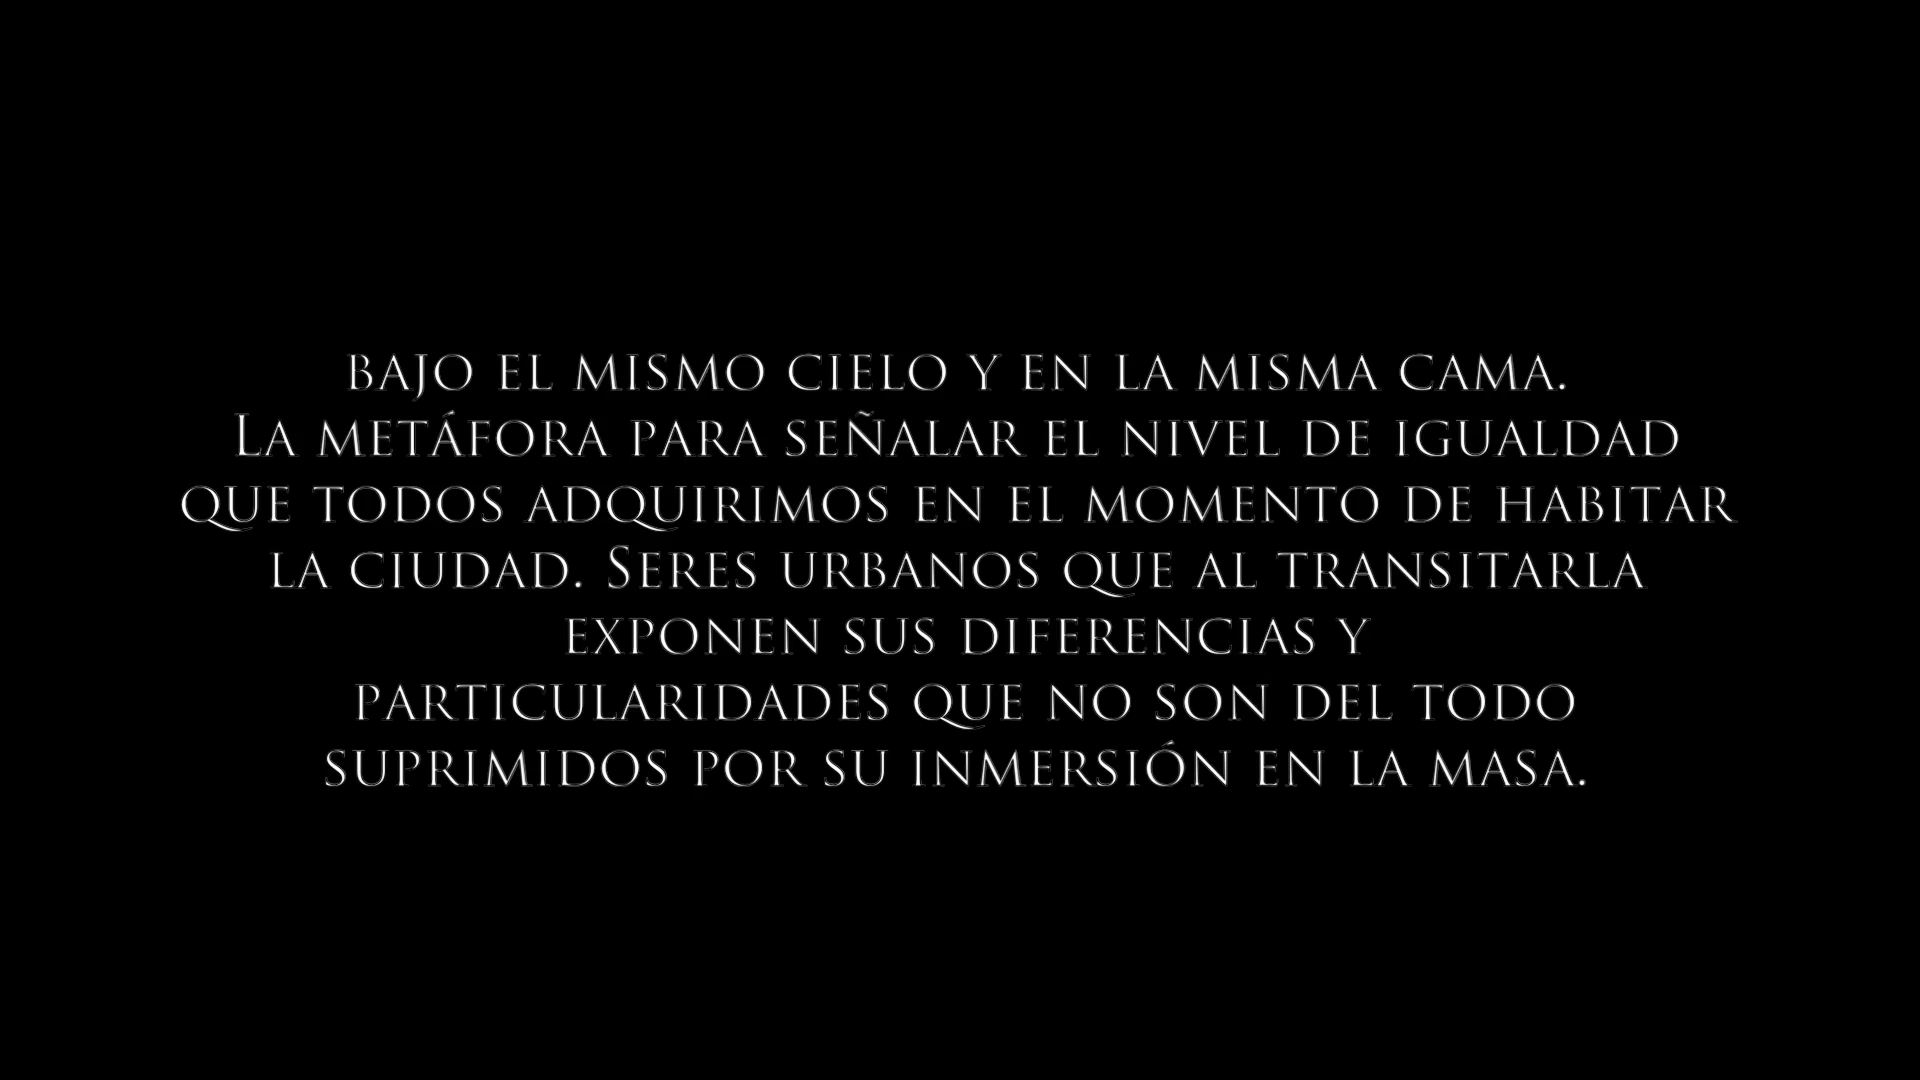 BAJO EL MISMO CIELO Y EN LA MISMA CAMA.
LA METÁFORA PARA SEÑALAR EL NIVEL DE IGUALDAD
QUE TODOS ADQUIRIMOS EN EL MOMENTO DE HABITAR
LA CIUDAD. SERES URBANOS QUE AL TRANSITARLA
EXPONEN SUS DIFERENCIAS Y
PARTICULARIDADES QUE NO SON DEL TODO
SUPRIMIDOS POR SU INMERSIÓN EN LA MASA.